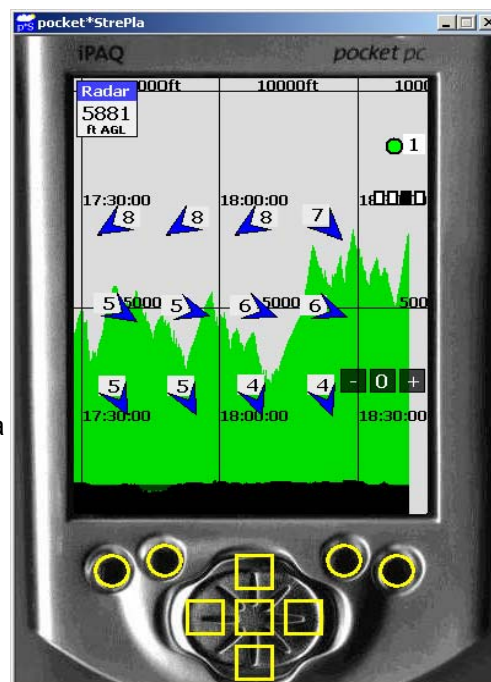 pocket*StrePla
iPAQ pocket pc
000ft 10000ft 1000
Radar
5881
ft AGL
1
17:30:00 18:00:00 18:
8 8 8 7
5 5000 5 6 5000 6 500
- 0 +
5 5 4 4
17:30:00 18:00:00 18:30:00
a